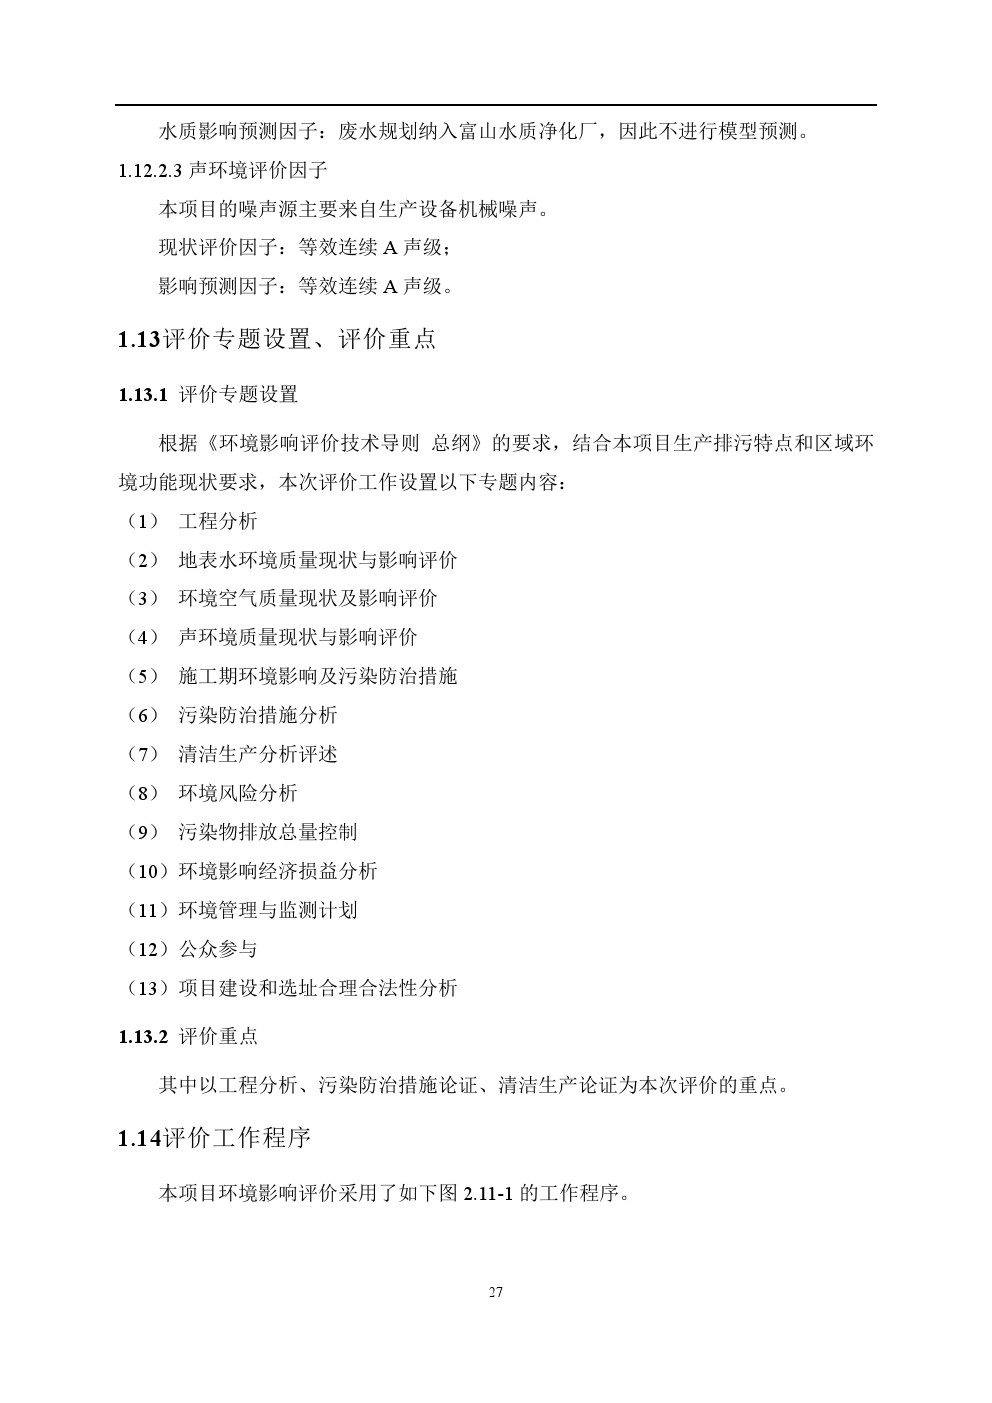 水质影响预测因子：废水规划纳入富山水质净化厂，因此不进行模型预测。
1.12.2.3 声环境评价因子
本项目的噪声源主要来自生产设备机械噪声。
现状评价因子：等效连续 A 声级；
影响预测因子：等效连续 A 声级。
1.13评价专题设置、评价重点
1.13.1 评价专题设置
根据《环境影响评价技术导则 总纲》的要求，结合本项目生产排污特点和区域环
境功能现状要求，本次评价工作设置以下专题内容：
（1） 工程分析
（2） 地表水环境质量现状与影响评价
（3） 环境空气质量现状及影响评价
（4） 声环境质量现状与影响评价
（5） 施工期环境影响及污染防治措施
（6） 污染防治措施分析
（7） 清洁生产分析评述
（8） 环境风险分析
（9） 污染物排放总量控制
（10）环境影响经济损益分析
（11）环境管理与监测计划
（12）公众参与
（13）项目建设和选址合理合法性分析
1.13.2 评价重点
其中以工程分析、污染防治措施论证、清洁生产论证为本次评价的重点。
1.14评价工作程序
本项目环境影响评价采用了如下图 2.11-1 的工作程序。
27